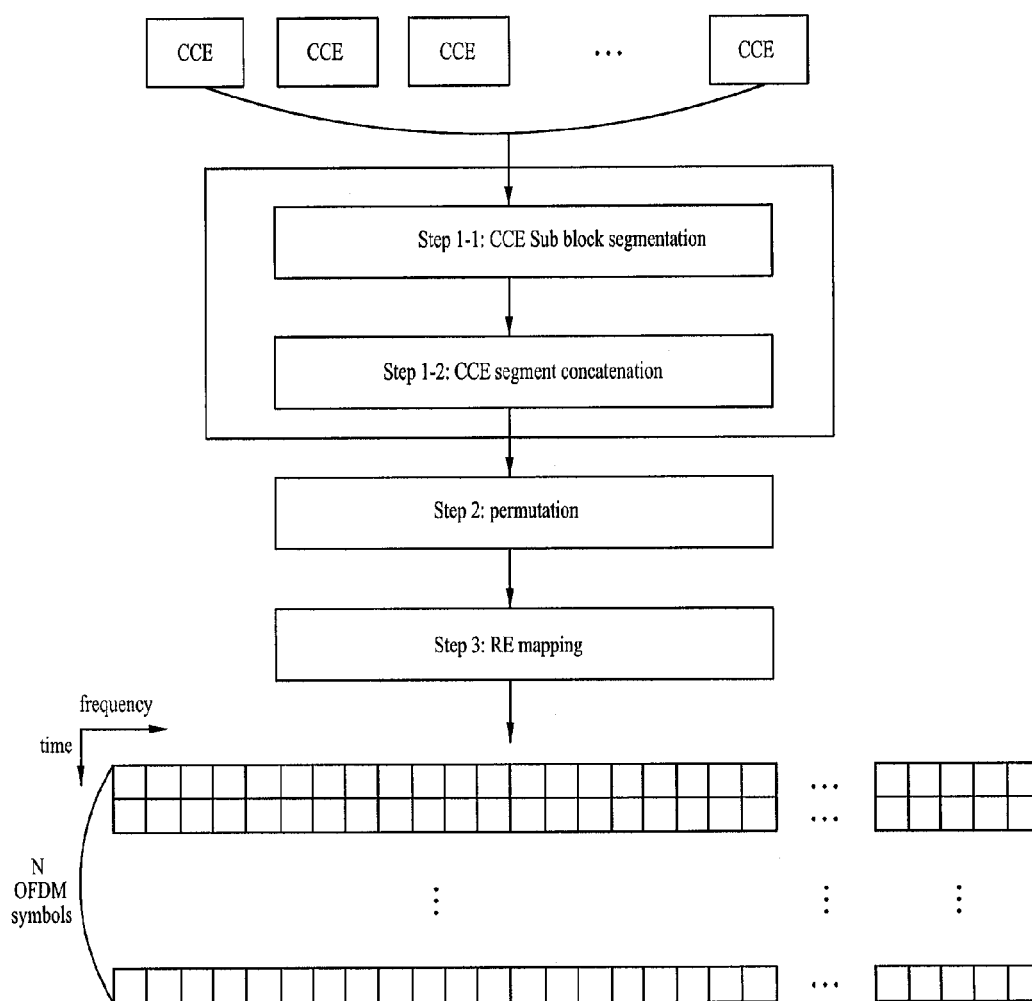 CCE CCE CCE ... CCE
Step 1-1: CCE Sub block segmentation
Step 1-2: CCE segment concatenation
Step 2: permutation
Step 3: RE mapping
frequency
time
N
OFDM
symbols